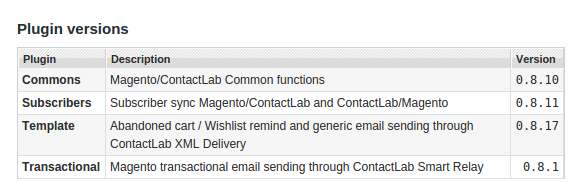 Plugin versions
Plugin Description Version
Commons Magento/ContactLab Common functions 0.8.10
Subscribers Subscriber sync Magento/ContactLab and ContactLab/Magento 0.8.11
Template Abandoned cart / Wishlist remind and generic email sending through 0.8.17
ContactLab XML Delivery
Transactional Magento transactional email sending through ContactLab Smart Relay 0.8.1